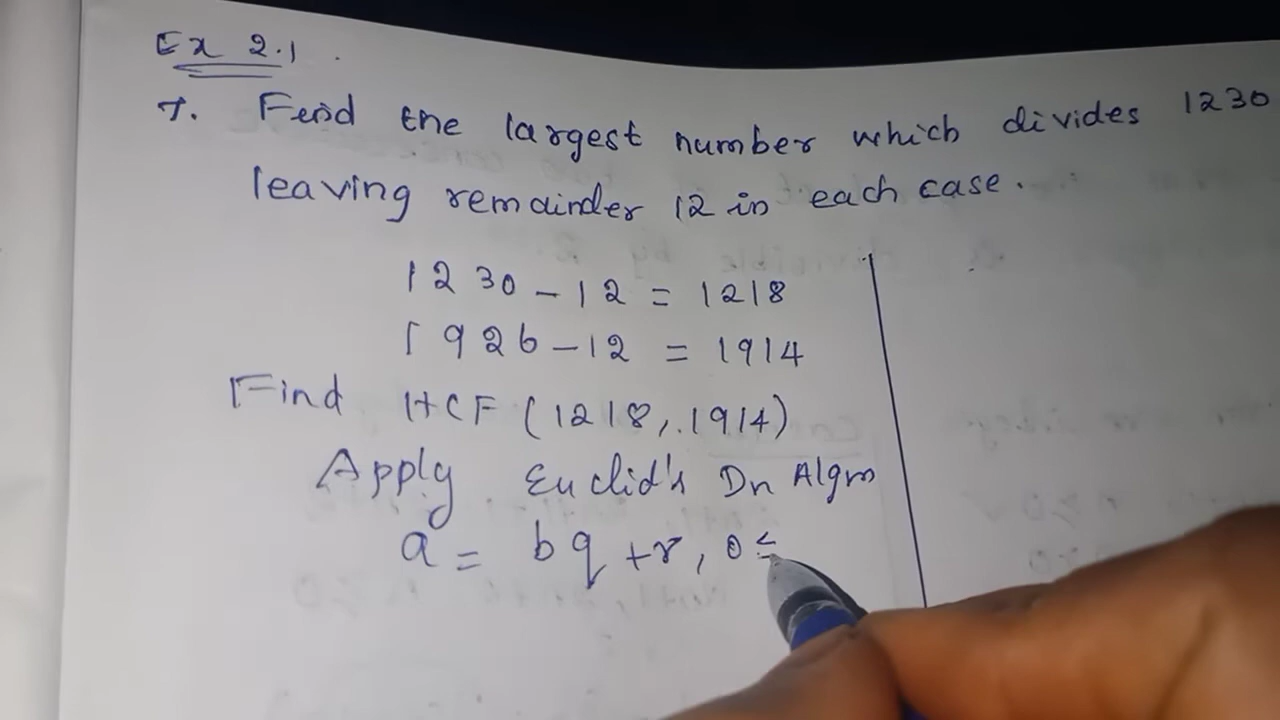 Ex 2.1
7. Find the largest number which divides 1230
leaving remainder 12 in each case.
1230 - 12 = 1218
1926 - 12 = 1914
Find HCF (1218, 1914)
Apply Euclid's Dn Algm
a = bq + r, 0 ≤